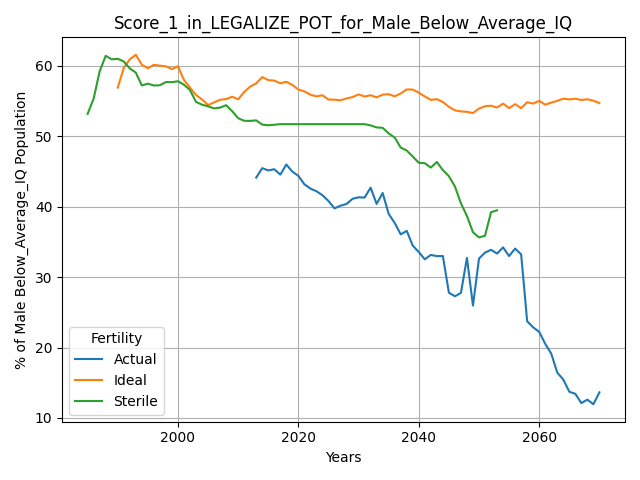 Score_1_in_LEGALIZE_POT_for_Male_Below_Average_IQ
% of Male Below_Average_IQ Population
60
50
40
30
20
10
Fertility
Actual
Ideal
Sterile
2000
2020
2040
2060
Years